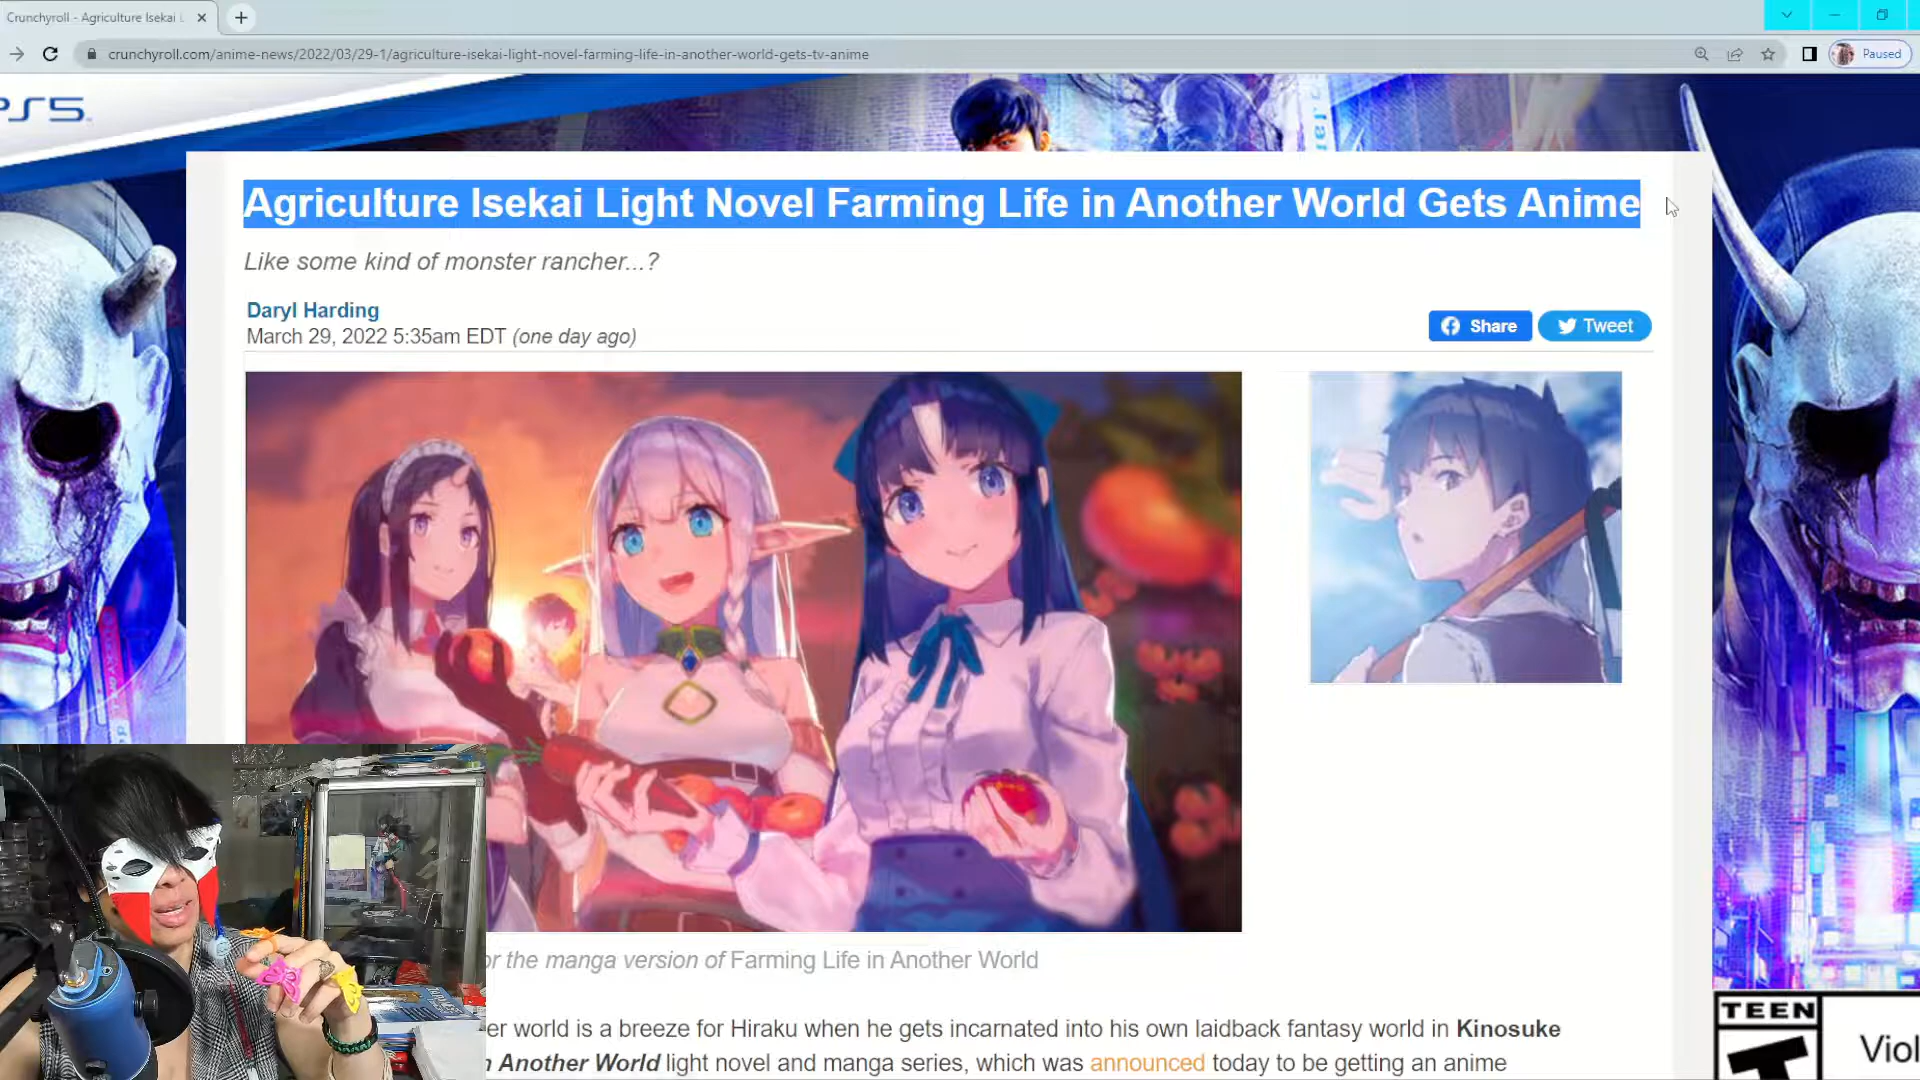 Crunchyroll - Agriculture Isekai L
crunchyroll.com/anime-news/2022/03/29-1/agriculture-isekai-light-novel-farming-life-in-another-world-gets-tv-anime
Paused
PS5
Agriculture Isekai Light Novel Farming Life in Another World Gets Anime
Like some kind of monster rancher...?
Daryl Harding
March 29, 2022 5:35am EDT (one day ago)
Share
Tweet
or the manga version of Farming Life in Another World
er world is a breeze for Hiraku when he gets incarnated into his own laidback fantasy world in Kinosuke
Another World light novel and manga series, which was announced today to be getting an anime
TEEN
T
Viol